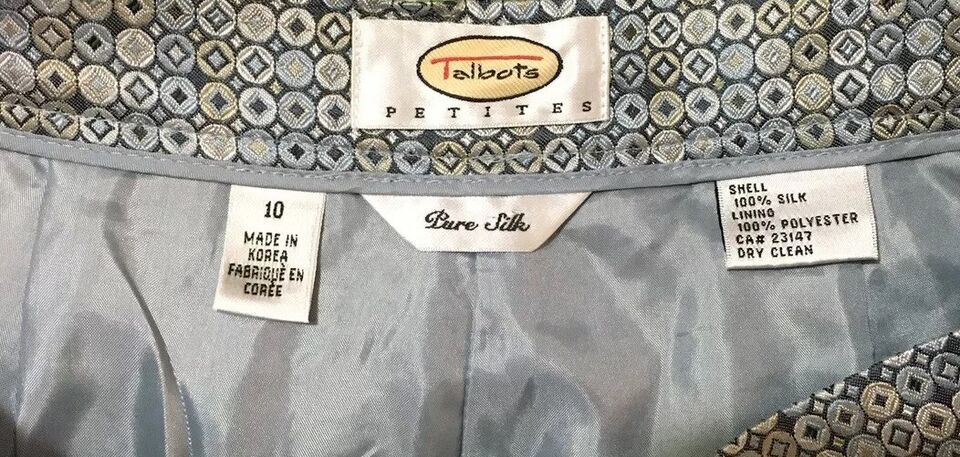 Talbots
PETITES
10
MADE IN
KOREA
FABRIQUÈ EN
CORÉE
Pure Silk
SHELL
100% SILK
LINING
100% POLYESTER
CA# 23147
DRY CLEAN